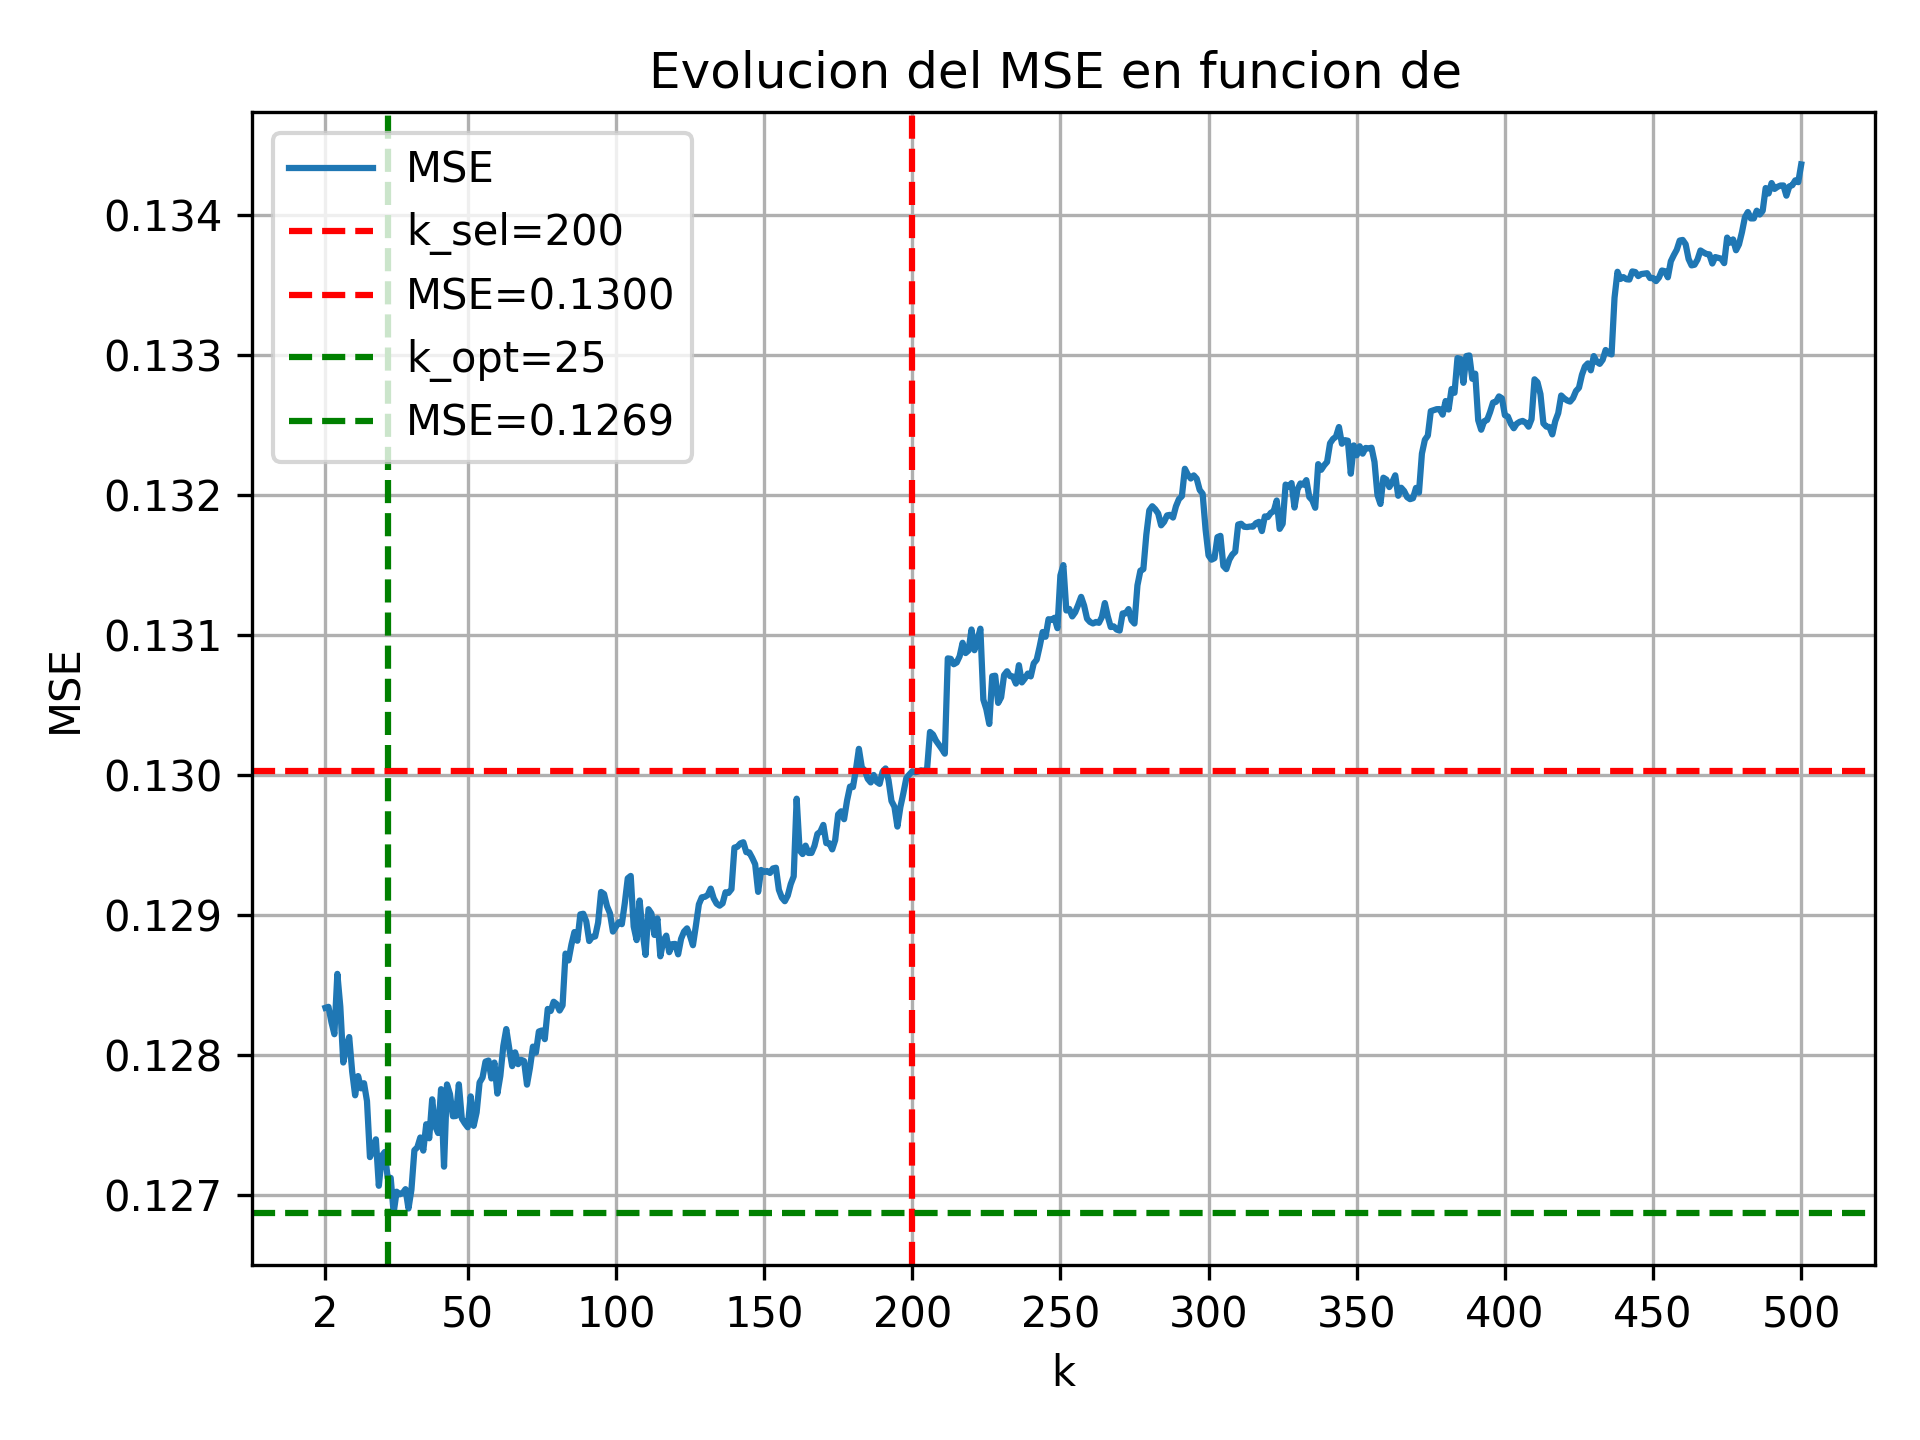 Evolucion del MSE en funcion de
MSE
k_sel=200
MSE=0.1300
k_opt=25
MSE=0.1269
0.134
0.133
0.132
0.131
0.130
0.129
0.128
0.127
MSE
2 50 100 150 200 250 300 350 400 450 500
k